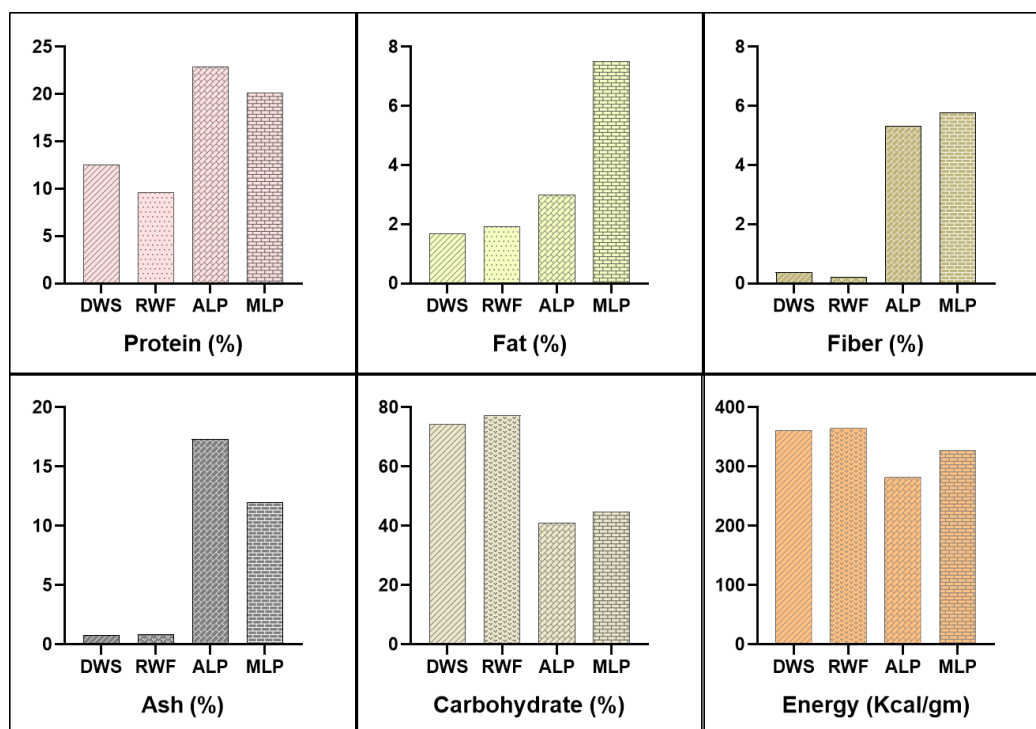 25
20
15
10
5
0
DWS RWF ALP MLP
Protein (%)
8
6
4
2
0
DWS RWF ALP MLP
Fat (%)
8
6
4
2
0
DWS RWF ALP MLP
Fiber (%)
20
15
10
5
0
DWS RWF ALP MLP
Ash (%)
80
60
40
20
0
DWS RWF ALP MLP
Carbohydrate (%)
400
300
200
100
0
DWS RWF ALP MLP
Energy (Kcal/gm)